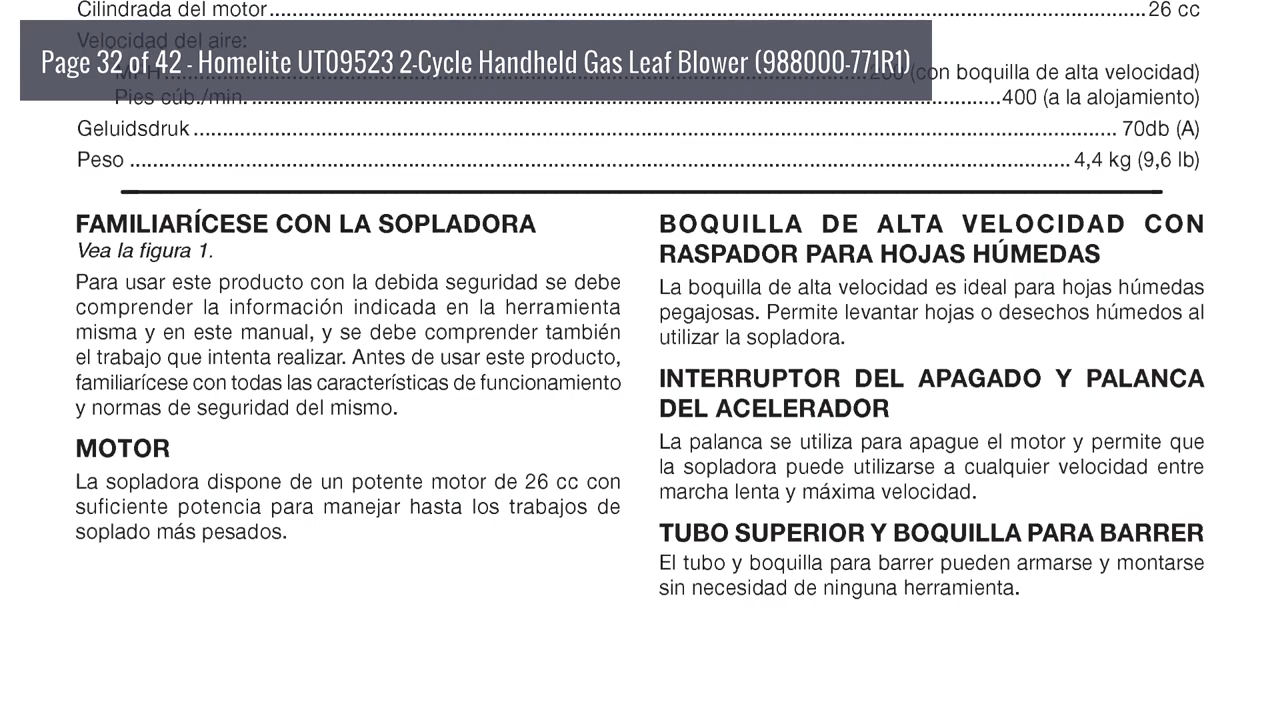 Cilindrada del motor........26 cc
Page 32 of 42 - Homelite UT09523 2-Cycle Handheld Gas Leaf Blower (988000-771R1)
Velocidad del aire:
(con boquilla de alta velocidad)
Pies cúb./min.........400 (a la alojamiento)
Geluidsdruk........ 70db (A)
Peso ........ 4,4 kg (9,6 lb)
FAMILIARÍCESE CON LA SOPLADORA
Vea la figura 1.
Para usar este producto con la debida seguridad se debe
comprender la información indicada en la herramienta
misma y en este manual, y se debe comprender también
el trabajo que intenta realizar. Antes de usar este producto,
familiarícese con todas las características de funcionamiento
y normas de seguridad del mismo.
MOTOR
La sopladora dispone de un potente motor de 26 cc con
suficiente potencia para manejar hasta los trabajos de
soplado más pesados.
BOQUILLA DE ALTA VELOCIDAD CON
RASPADOR PARA HOJAS HÚMEDAS
La boquilla de alta velocidad es ideal para hojas húmedas
pegajosas. Permite levantar hojas o desechos húmedos al
utilizar la sopladora.
INTERRUPTOR DEL APAGADO Y PALANCA
DEL ACELERADOR
La palanca se utiliza para apague el motor y permite que
la sopladora puede utilizarse a cualquier velocidad entre
marcha lenta y máxima velocidad.
TUBO SUPERIOR Y BOQUILLA PARA BARRER
El tubo y boquilla para barrer pueden armarse y montarse
sin necesidad de ninguna herramienta.